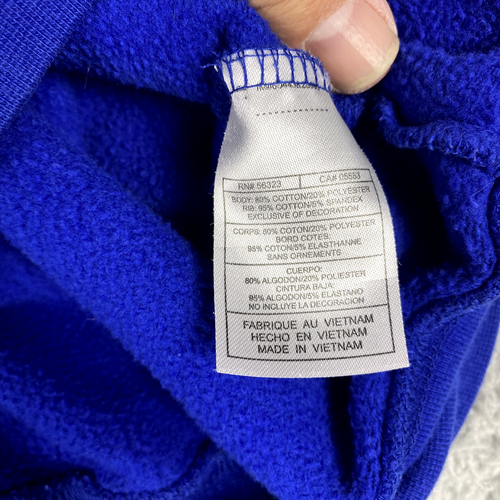 RN# 56323 CA# 05553
BODY: 80% COTTON/20% POLYESTER
RIB: 95% COTTON/5% SPANDEX
EXCLUSIVE OF DECORATION
CORPS: 80% COTON/20% POLYESTER
BORD COTES:
95% COTON/5% ELASTHANNE
SANS ORNEMENTS
CUERPO:
80% ALGODON/20% POLIESTER
CINTURA BAJA:
95% ALGODON/5% ELASTANO
NO INCLUYE LA DECORACION
FABRIQUE AU VIETNAM
HECHO EN VIETNAM
MADE IN VIETNAM